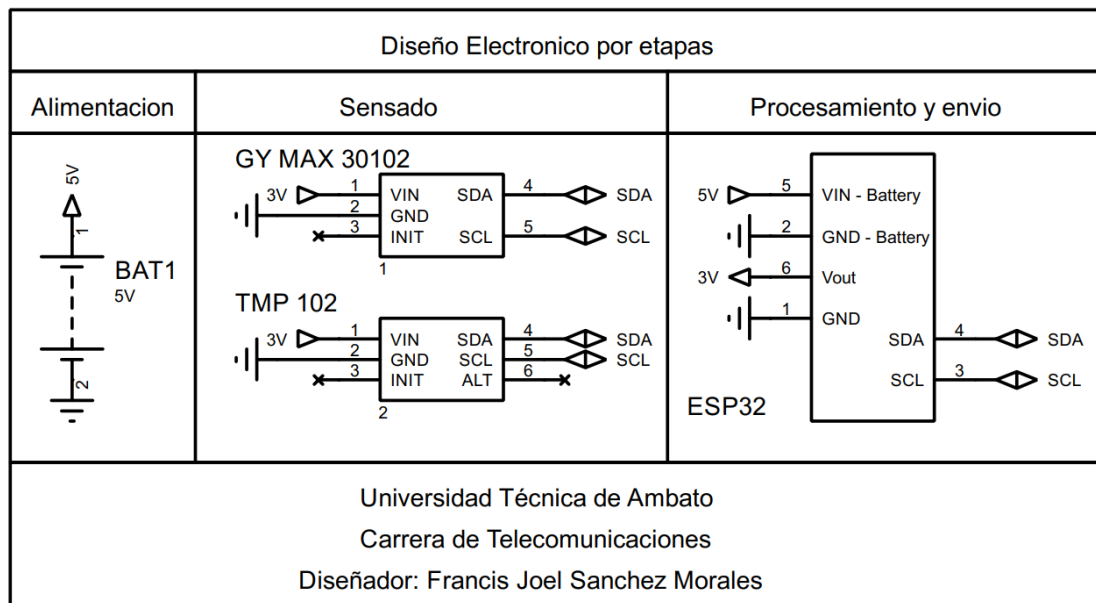 Diseño Electronico por etapas
Alimentacion
Sensado
Procesamiento y envio
5V
1
BAT1
5V
2
GY MAX 30102
3V 1 VIN SDA 4 SDA
2 GND
3 INIT SCL 5 SCL
1
TMP 102
3V 1 VIN SDA 4 SDA
2 GND SCL 5 SCL
3 INIT ALT 6
2
5V 5 VIN - Battery
2 GND - Battery
3V 6 Vout
1 GND
SDA 4 SDA
SCL 3 SCL
ESP32
Universidad Técnica de Ambato
Carrera de Telecomunicaciones
Diseñador: Francis Joel Sanchez Morales